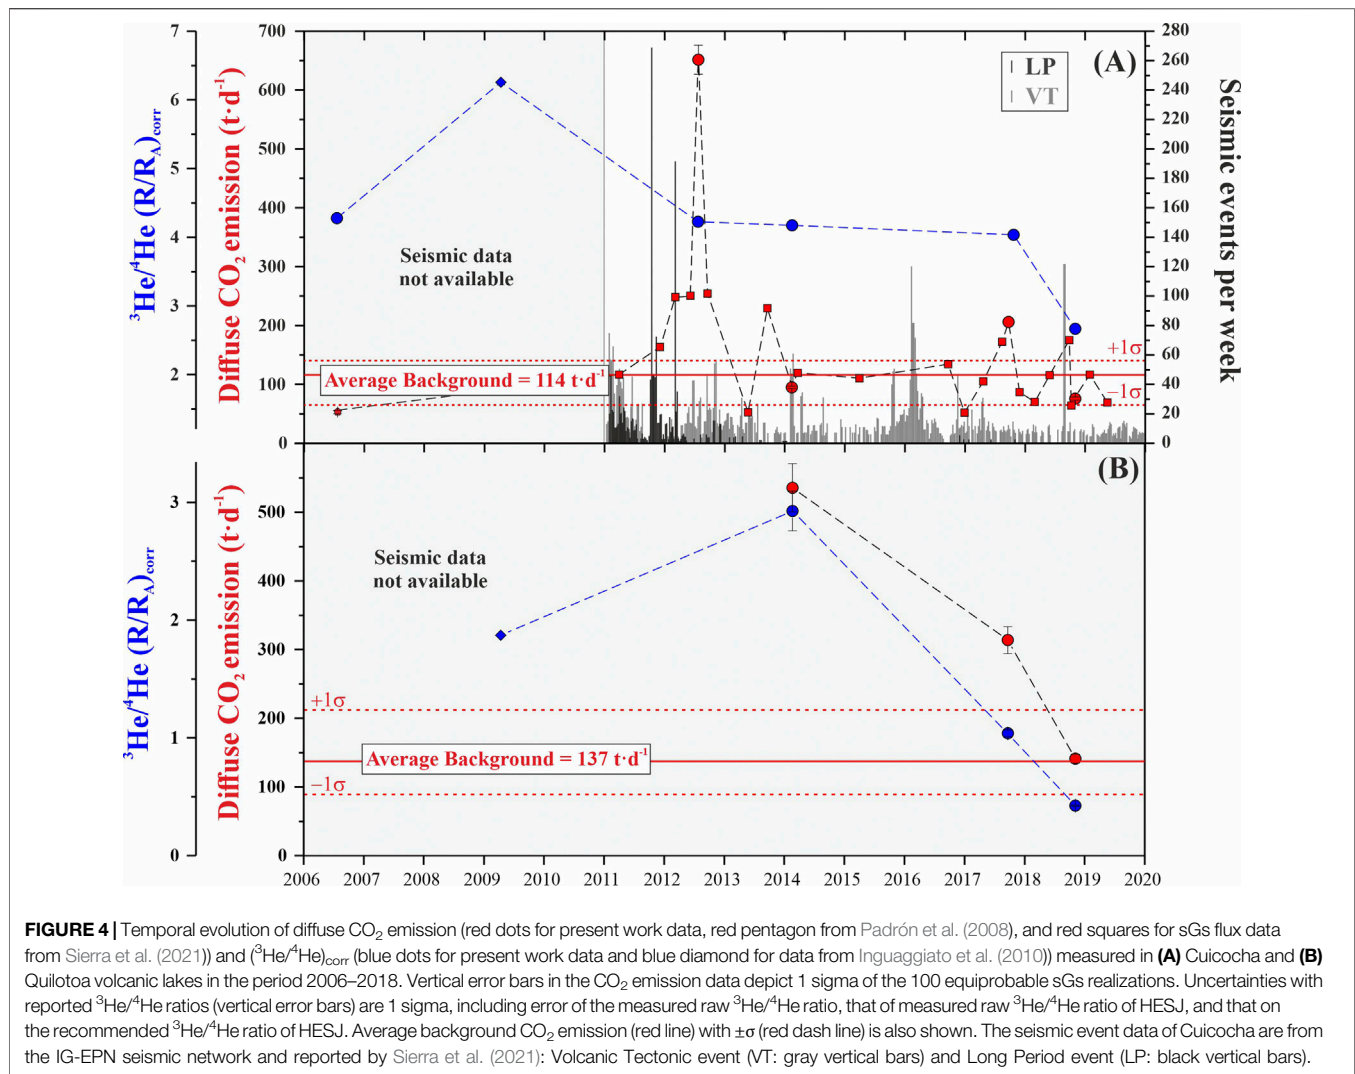 (A)
LP
VT
7
6
5
4
3
2
³He/⁴He (R/R_A)corr
700
600
500
400
300
200
100
0
Diffuse CO₂ emission (t·d⁻¹)
280
260
240
220
200
180
160
140
120
100
80
60
40
20
0
Seismic events per week
Seismic data
not available
+1σ
Average Background = 114 t·d⁻¹
−1σ
(B)
3
2
1
0
³He/⁴He (R/R_A)corr
500
400
300
200
100
0
Diffuse CO₂ emission (t·d⁻¹)
Seismic data
not available
+1σ
Average Background = 137 t·d⁻¹
−1σ
2006 2007 2008 2009 2010 2011 2012 2013 2014 2015 2016 2017 2018 2019 2020
FIGURE 4 | Temporal evolution of diffuse CO₂ emission (red dots for present work data, red pentagon from Padrón et al. (2008), and red squares for sGs flux data
from Sierra et al. (2021)) and (³He/⁴He)corr (blue dots for present work data and blue diamond for data from Inguaggiato et al. (2010)) measured in (A) Cuicocha and (B)
Quilotoa volcanic lakes in the period 2006–2018. Vertical error bars in the CO₂ emission data depict 1 sigma of the 100 equiprobable sGs realizations. Uncertainties with
reported ³He/⁴He ratios (vertical error bars) are 1 sigma, including error of the measured raw ³He/⁴He ratio, that of measured raw ³He/⁴He ratio of HESJ, and that on
the recommended ³He/⁴He ratio of HESJ. Average background CO₂ emission (red line) with ±σ (red dash line) is also shown. The seismic event data of Cuicocha are from
the IG-EPN seismic network and reported by Sierra et al. (2021): Volcanic Tectonic event (VT: gray vertical bars) and Long Period event (LP: black vertical bars).